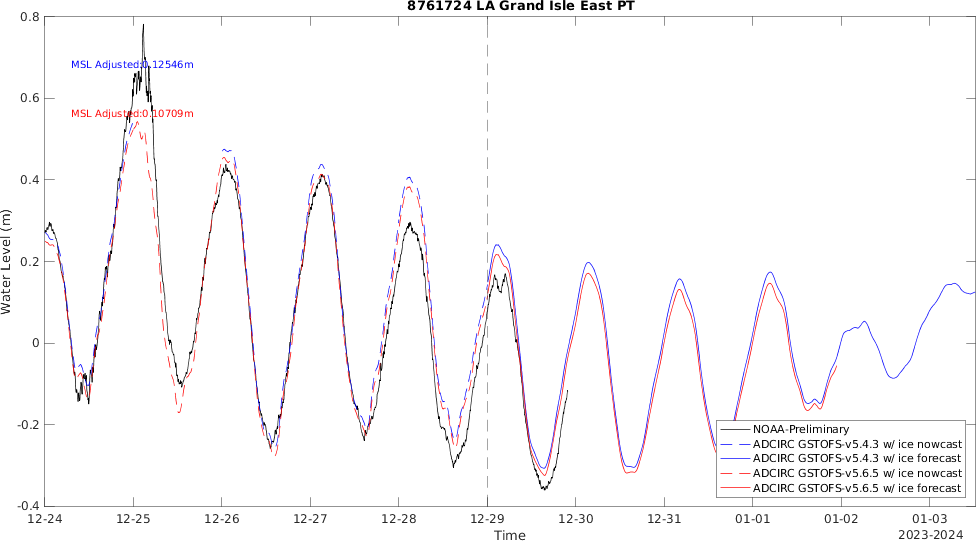 8761724 LA Grand Isle East PT
MSL Adjusted:0.12546m
MSL Adjusted:0.10709m
Water Level (m)
0.8
0.6
0.4
0.2
0
-0.2
-0.4
NOAA-Preliminary
ADCIRC GSTOFS-v5.4.3 w/ ice nowcast
ADCIRC GSTOFS-v5.4.3 w/ ice forecast
ADCIRC GSTOFS-v5.6.5 w/ ice nowcast
ADCIRC GSTOFS-v5.6.5 w/ ice forecast
12-24 12-25 12-26 12-27 12-28 12-29 12-30 12-31 01-01 01-02 01-03
Time
2023-2024